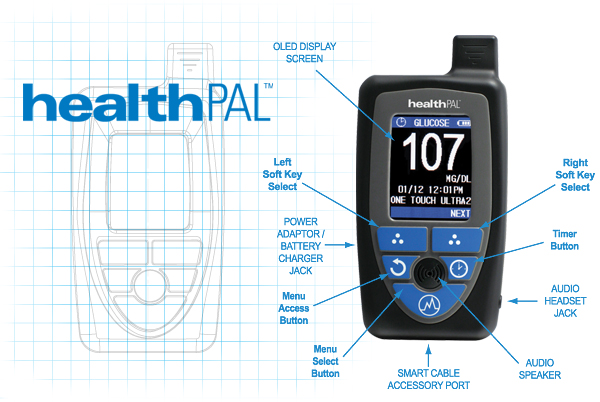 healthPAL™
OLED DISPLAY
SCREEN
healthPAL
GLUCOSE
107
MG/DL
01/12 12:01PM
ONE TOUCH ULTRA2
NEXT
Left
Soft Key
Select
Right
Soft Key
Select
POWER
ADAPTOR /
BATTERY
CHARGER
JACK
Timer
Button
Menu
Access
Button
AUDIO
HEADSET
JACK
Menu
Select
Button
SMART CABLE
ACCESSORY PORT
AUDIO
SPEAKER